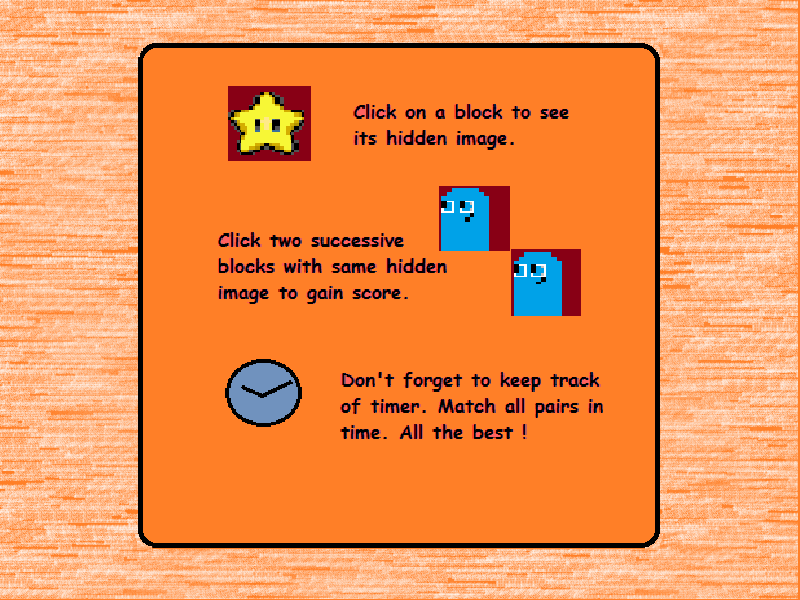 Click on a block to see
its hidden image.
Click two successive
blocks with same hidden
image to gain score.
Don't forget to keep track
of timer. Match all pairs in
time. All the best !